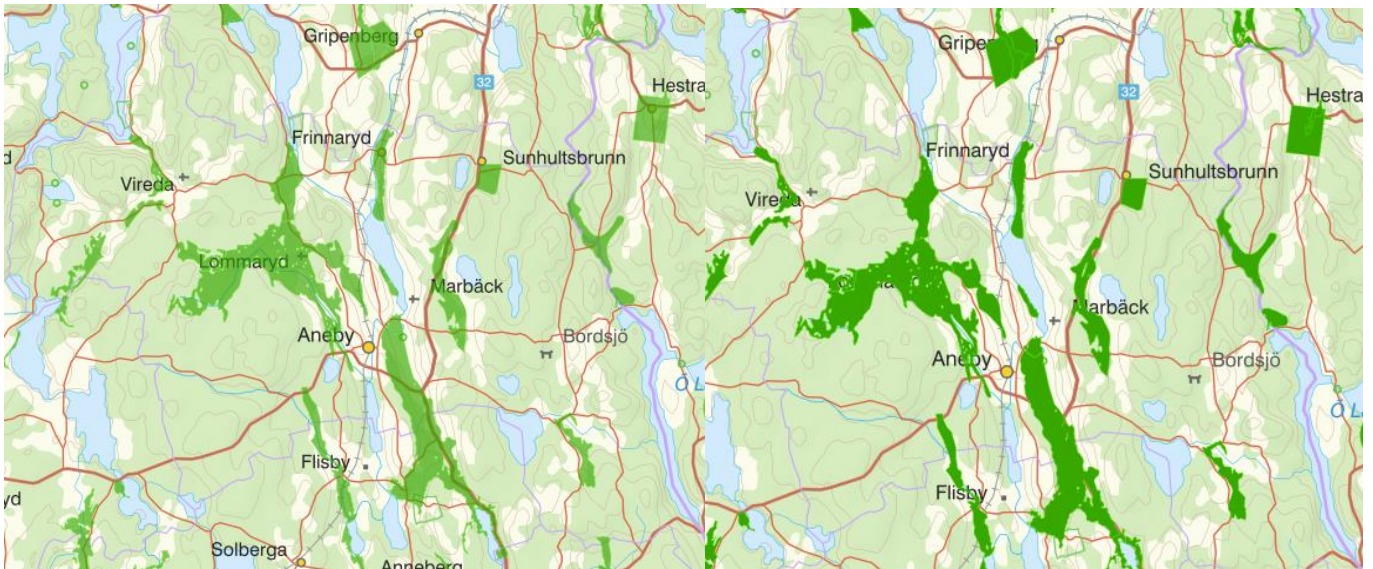 Gripenberg
32
Hestra
Frinnaryd
Sunhultsbrunn
Vireda
Lommaryd
Marbäck
Aneby
Bordsjö
Ö L
Flisby
yd
Solberga
Anneberg
d
Hestra
32
Frinnaryd
Sunhultsbrunn
Vireda
Marbäck
Aneby
Bordsjö
Ö L
Flisby